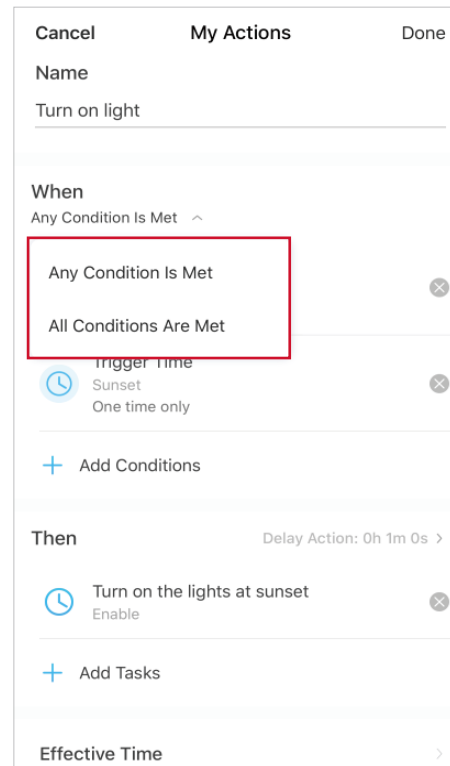 Cancel My Actions Done
Name
Turn on light
When
Any Condition Is Met
Any Condition Is Met
All Conditions Are Met
Trigger Time
Sunset
One time only
Add Conditions
Then Delay Action: 0h 1m 0s
Turn on the lights at sunset
Enable
Add Tasks
Effective Time